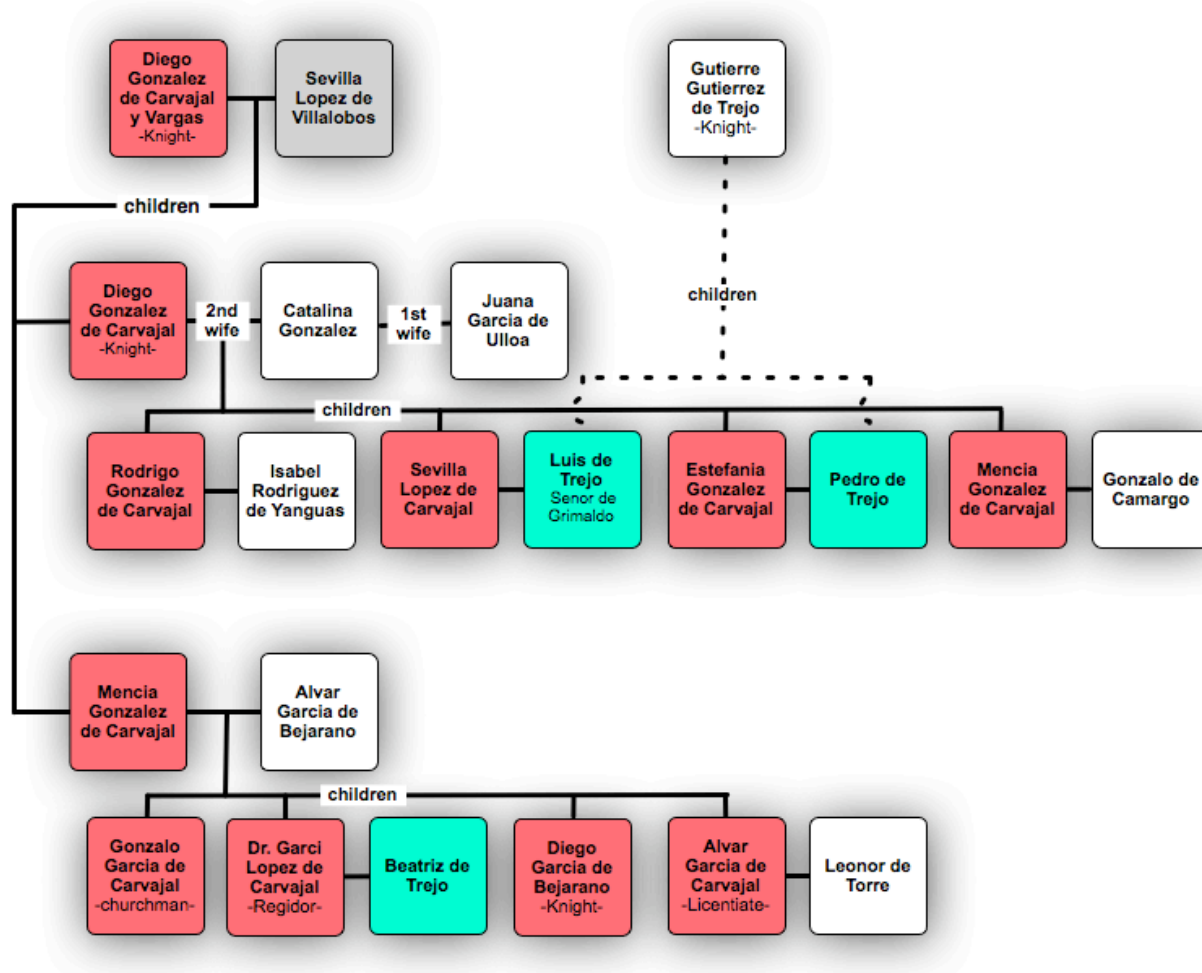 Diego
Gonzalez
de Carvajal
y Vargas
-Knight-
Sevilla
Lopez de
Villalobos
Gutierre
Gutierrez
de Trejo
-Knight-
children
Diego
Gonzalez
de Carvajal
-Knight-
2nd
wife
Catalina
Gonzalez
1st
wife
Juana
Garcia de
Ulloa
children
children
Rodrigo
Gonzalez
de Carvajal
Isabel
Rodriguez
de Yanguas
Sevilla
Lopez de
Carvajal
Luis de
Trejo
Senor de
Grimaldo
Estefania
Gonzalez
de Carvajal
Pedro de
Trejo
Mencia
Gonzalez
de Carvajal
Gonzalo de
Camargo
Mencia
Gonzalez
de Carvajal
Alvar
Garcia de
Bejarano
children
Gonzalo
Garcia de
Carvajal
-churchman-
Dr. Garci
Lopez de
Carvajal
-Regidor-
Beatriz de
Trejo
Diego
Garcia de
Bejarano
-Knight-
Alvar
Garcia de
Carvajal
-Licentiate-
Leonor de
Torre